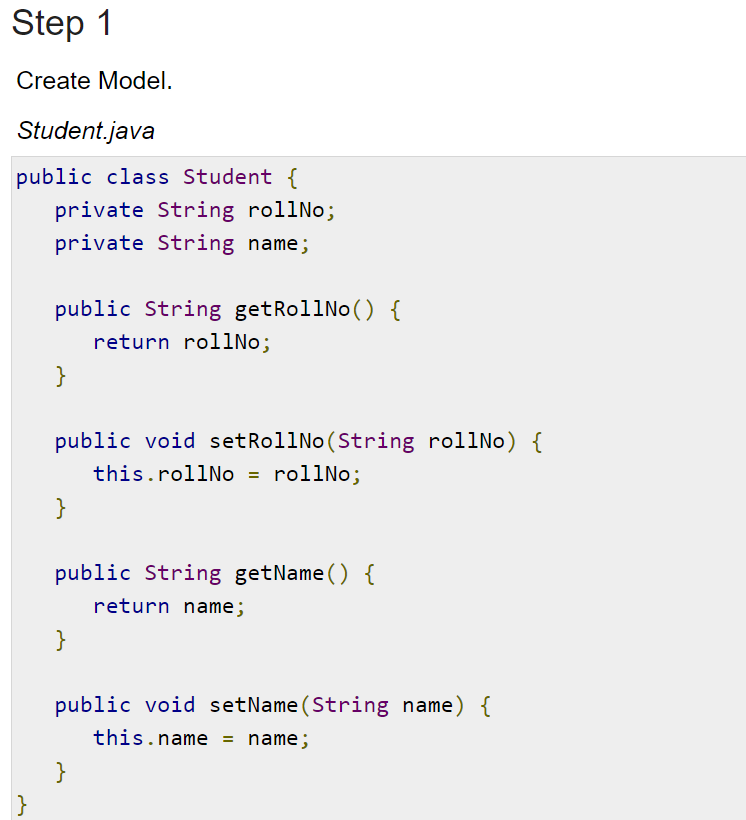 Step 1
Create Model.
Student.java
public class Student {
   private String rollNo;
   private String name;

   public String getRollNo() {
      return rollNo;
   }

   public void setRollNo(String rollNo) {
      this.rollNo = rollNo;
   }

   public String getName() {
      return name;
   }

   public void setName(String name) {
      this.name = name;
   }
}